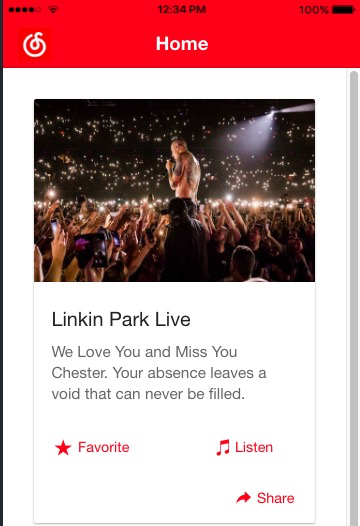 12:34 PM 100%
Home
Linkin Park Live
We Love You and Miss You
Chester. Your absence leaves a
void that can never be filled.
Favorite Listen
Share